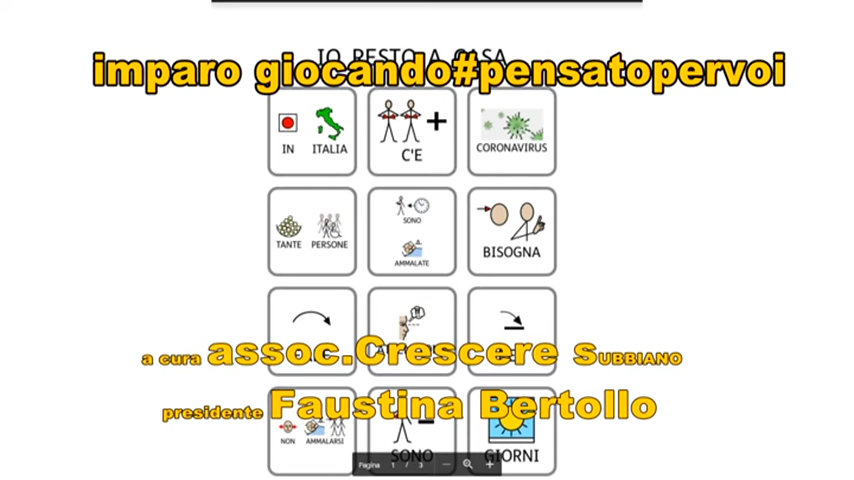 IO RESTO A CASA
imparo giocando#pensatopervoi
IN ITALIA
C'E
CORONAVIRUS
TANTE PERSONE
SONO
AMMALATE
BISOGNA
a cura assoc.Crescere SUBBIANO
presidente Faustina Bertollo
NON AMMALARSI
SONO
GIORNI
Pagina 1 / 3